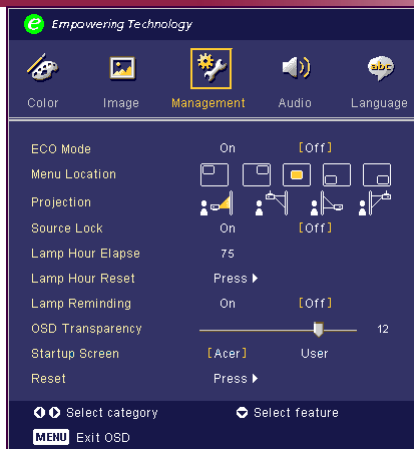 e Empowering Technology
Color Image Management abc Audio Language
ECO Mode On [Off]
Menu Location
Projection
Source Lock On [Off]
Lamp Hour Elapse 75
Lamp Hour Reset Press
Lamp Reminding On [Off]
OSD Transparency 12
Startup Screen [Acer] User
Reset Press
Select category Select feature
MENU Exit OSD